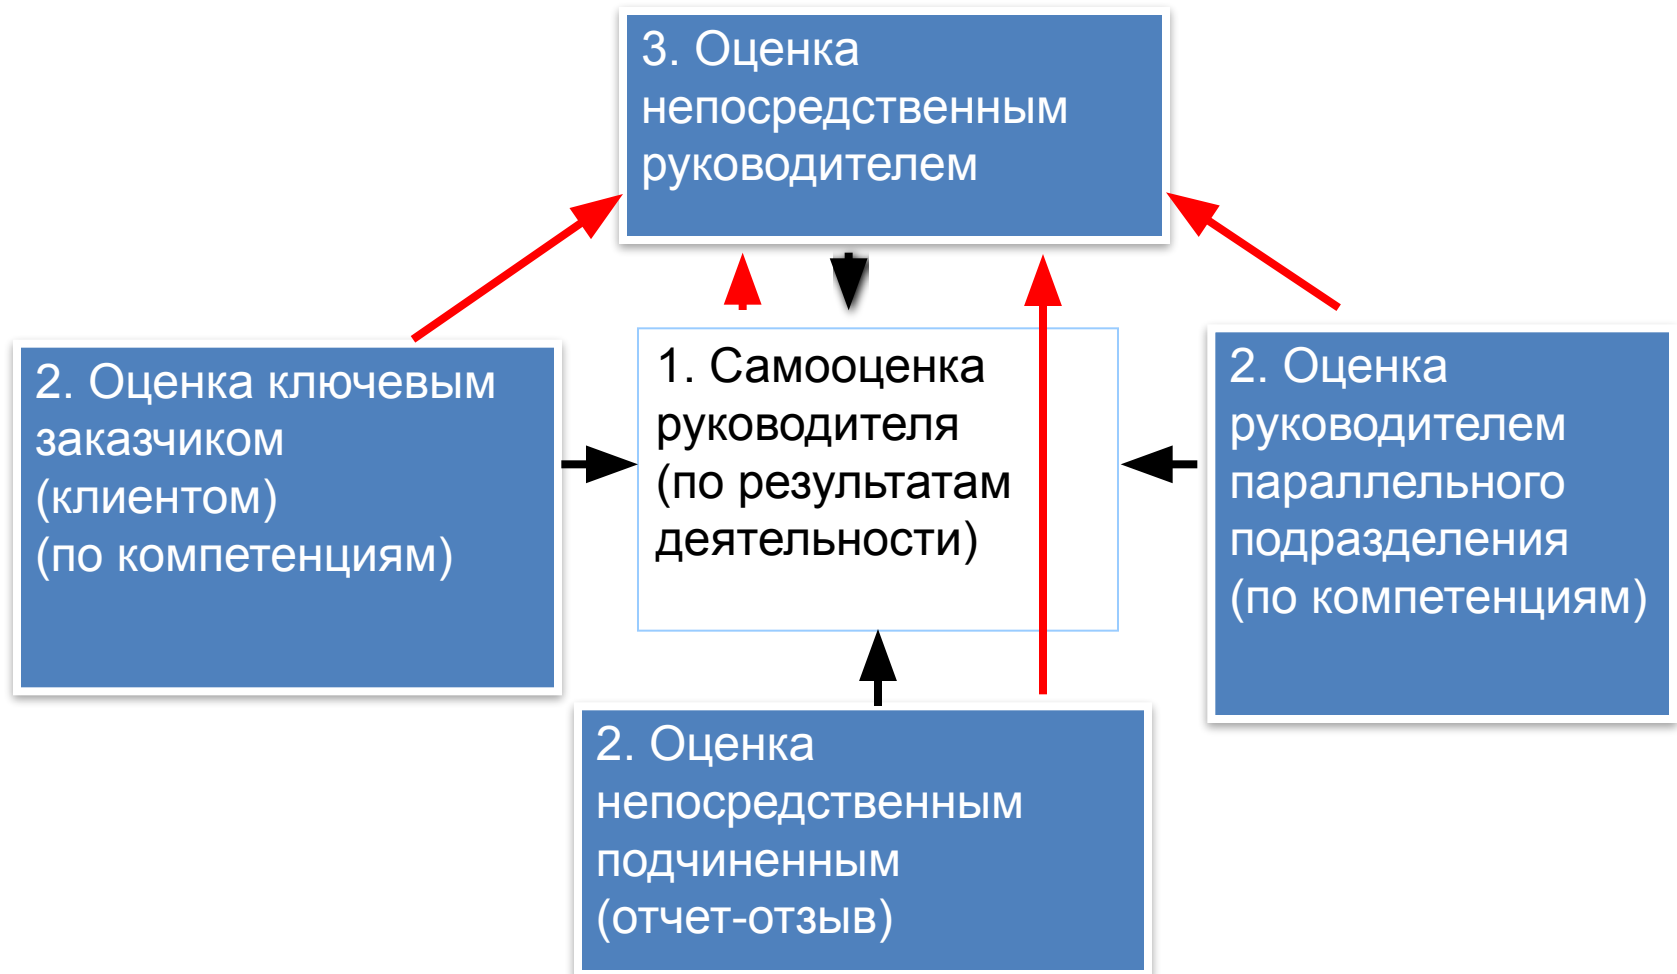 3. Оценка
непосредственным
руководителем
2. Оценка ключевым
заказчиком
(клиентом)
(по компетенциям)
1. Самооценка
руководителя
(по результатам
деятельности)
2. Оценка
руководителем
параллельного
подразделения
(по компетенциям)
2. Оценка
непосредственным
подчиненным
(отчет-отзыв)